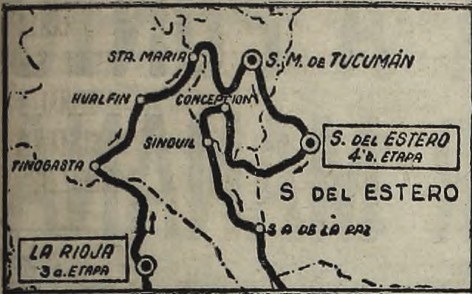 STA. MARIA
S. M. DE TUCUMÁN
HUALFIN
CONCEPCION
SINGUIL
S. DEL ESTERO
4ª b. ETAPA
TINOGASTA
S DEL ESTERO
S A DE LA PAZ
LA RIOJA
3a. ETAPA